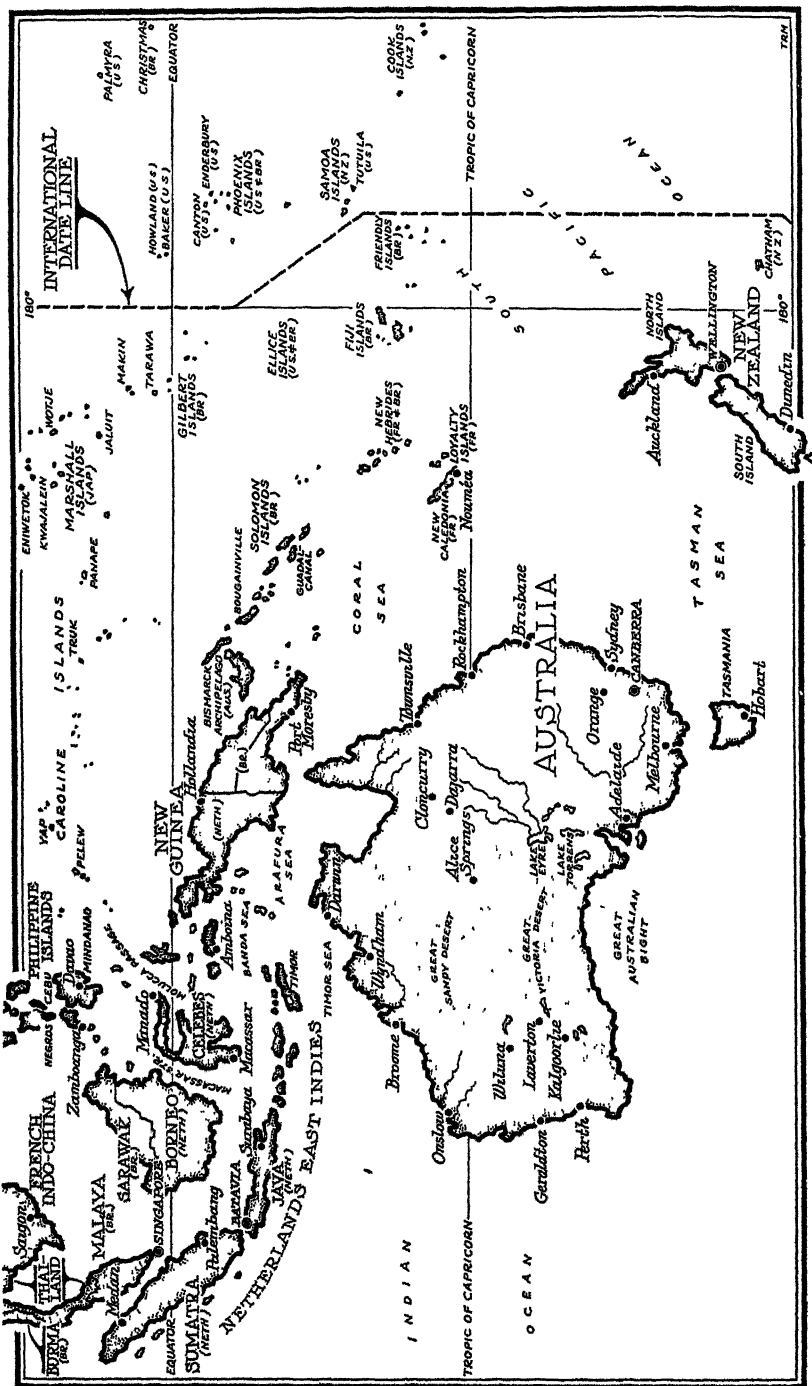 BURMA
(BR)
THAI-
LAND
Saigon
FRENCH
INDO-CHINA
MALAYA
(BR.)
Medan
SINGAPORE
SARAWAK
(BR.)
BORNEO
(NETH)
EQUATOR
SUMATRA
(NETH)
Palembang
BATAVIA
Surabaya
JAVA
(NETH)
NETHERLANDS EAST INDIES
MACASSAR STR.
Macassar
CELEBES
(NETH)
Minado
MOLUCCA PASSAGE
Zamboanga
NEGROS
CEBU
PHILIPPINE
ISLANDS
Davao
MINDANAO
Amboina
BANDA SEA
TIMOR
TIMOR SEA
ARAFURA
SEA
PELEW
YAP
CAROLINE ISLANDS
TRUK
PANAPE
NEW
GUINEA
Hollandia
(NETH)
(BR.)
Port
Moresby
BISMARCK
ARCHIPELAGO
(AUS)
BOUGAINVILLE
SOLOMON
ISLANDS
(BR)
GUADAL-
CANAL
CORAL
SEA
ENIWETOK
KWAJALEIN
WOTJE
MARSHALL
ISLANDS
(JAP)
JALUIT
MAKIN
TARAWA
GILBERT
ISLANDS
(BR)
ELLICE
ISLANDS
(US & BR)
FIJI
ISLANDS
(BR)
NEW
HEBRIDES
(FR & BR)
LOYALTY
ISLANDS
(FR)
NEW
CALEDONIA
(FR)
Nouméa
180°
INTERNATIONAL
DATE LINE
HOWLAND (US)
BAKER (US)
CANTON
(US)
ENDERBURY
(US)
PHOENIX
ISLANDS
(US & BR)
SAMOA
ISLANDS
(NZ)
TUTUILA
(US)
FRIENDLY
ISLANDS
(BR)
PALMYRA
(US)
CHRISTMAS
(BR)
EQUATOR
COOK
ISLANDS
(NZ)
TROPIC OF CAPRICORN
SOUTH PACIFIC OCEAN
INDIAN
OCEAN
TROPIC OF CAPRICORN
Darwin
Wyndham
Broome
Onslow
GREAT
SANDY DESERT
Alice
Springs
Cloncurry
Dajarra
Townsville
Rockhampton
Brisbane
AUSTRALIA
GREAT
VICTORIA DESERT
LAKE
EYRE
LAKE
TORRENS
Wiluna
Laverton
Kalgoorlie
Geraldton
Perth
GREAT
AUSTRALIAN
BIGHT
Adelaide
Melbourne
Orange
Sydney
CANBERRA
TASMANIA
Hobart
TASMAN
SEA
Auckland
NORTH
ISLAND
WELLINGTON
NEW
ZEALAND
SOUTH
ISLAND
Dunedin
CHATHAM
(NZ)
180°
TRH